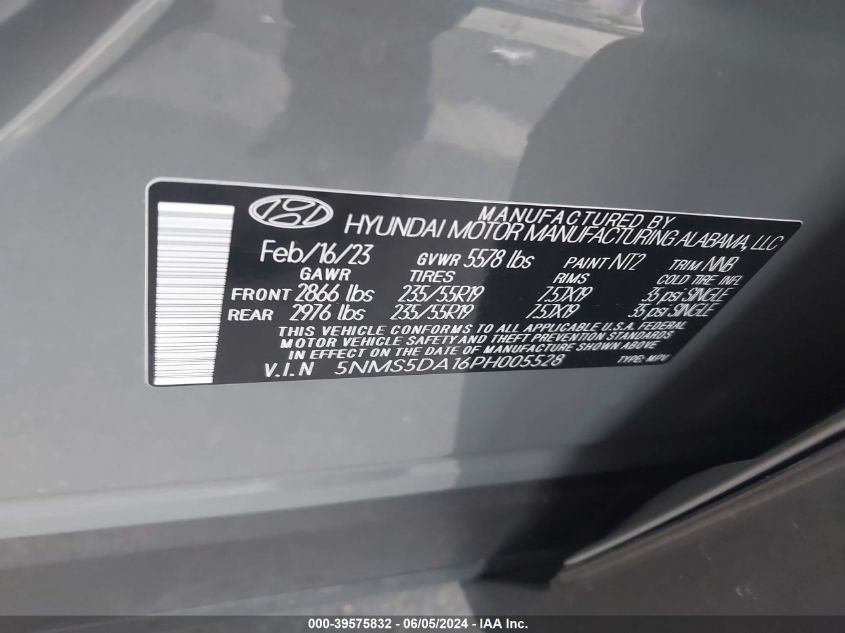 MANUFACTURED BY
HYUNDAI MOTOR MANUFACTURING ALABAMA, LLC
Feb/16/23 GVWR 5578 lbs PAINT NT2 TRIM NNB
GAWR TIRES RIMS COLD TIRE INFL
FRONT 2866 lbs 235/55R19 7.5JX19 35 psi SINGLE
REAR 2976 lbs 235/55R19 7.5JX19 35 psi SINGLE
THIS VEHICLE CONFORMS TO ALL APPLICABLE U.S.A. FEDERAL
MOTOR VEHICLE SAFETY AND THEFT PREVENTION STANDARDS
IN EFFECT ON THE DATE OF MANUFACTURE SHOWN ABOVE
V.I.N 5NMS5DA16PH005528 TYPE: MPV
000-39575832 - 06/05/2024 - IAA Inc.